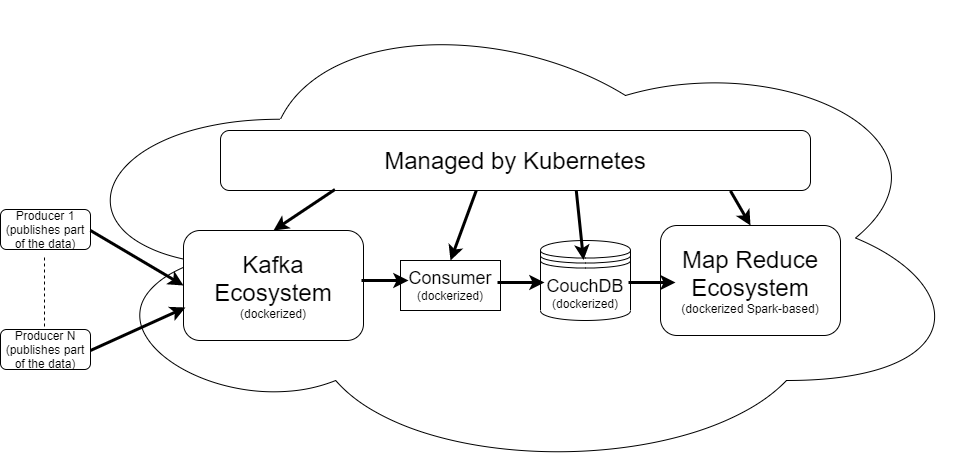 Managed by Kubernetes
Producer 1
(publishes part
of the data)
Kafka
Ecosystem
(dockerized)
Consumer
(dockerized)
CouchDB
(dockerized)
Map Reduce
Ecosystem
(dockerized Spark-based)
Producer N
(publishes part
of the data)